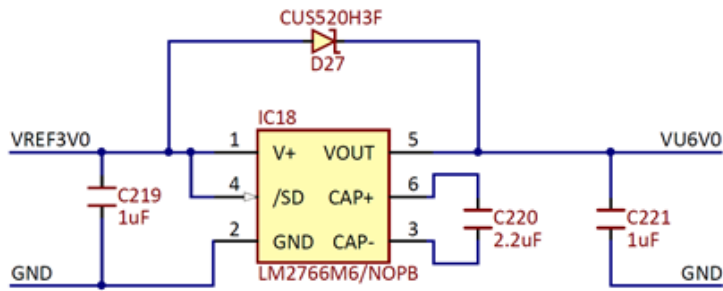 CUS520H3F
D27
IC18
VREF3V0
1
V+
VOUT
5
VU6V0
4
/SD
CAP+
6
C219
1uF
C220
2.2uF
C221
1uF
2
GND
CAP-
3
GND
LM2766M6/NOPB
GND